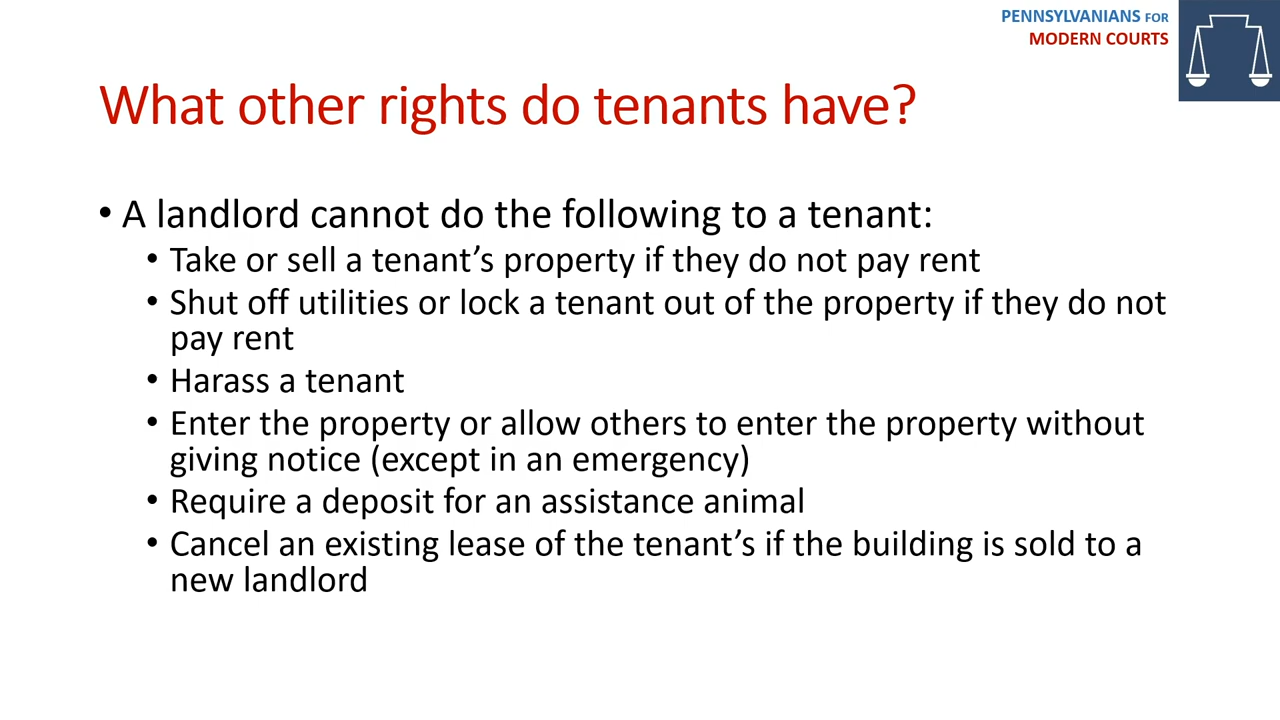 PENNSYLVANIANS FOR
MODERN COURTS
What other rights do tenants have?
• A landlord cannot do the following to a tenant:
• Take or sell a tenant’s property if they do not pay rent
• Shut off utilities or lock a tenant out of the property if they do not
pay rent
• Harass a tenant
• Enter the property or allow others to enter the property without
giving notice (except in an emergency)
• Require a deposit for an assistance animal
• Cancel an existing lease of the tenant’s if the building is sold to a
new landlord